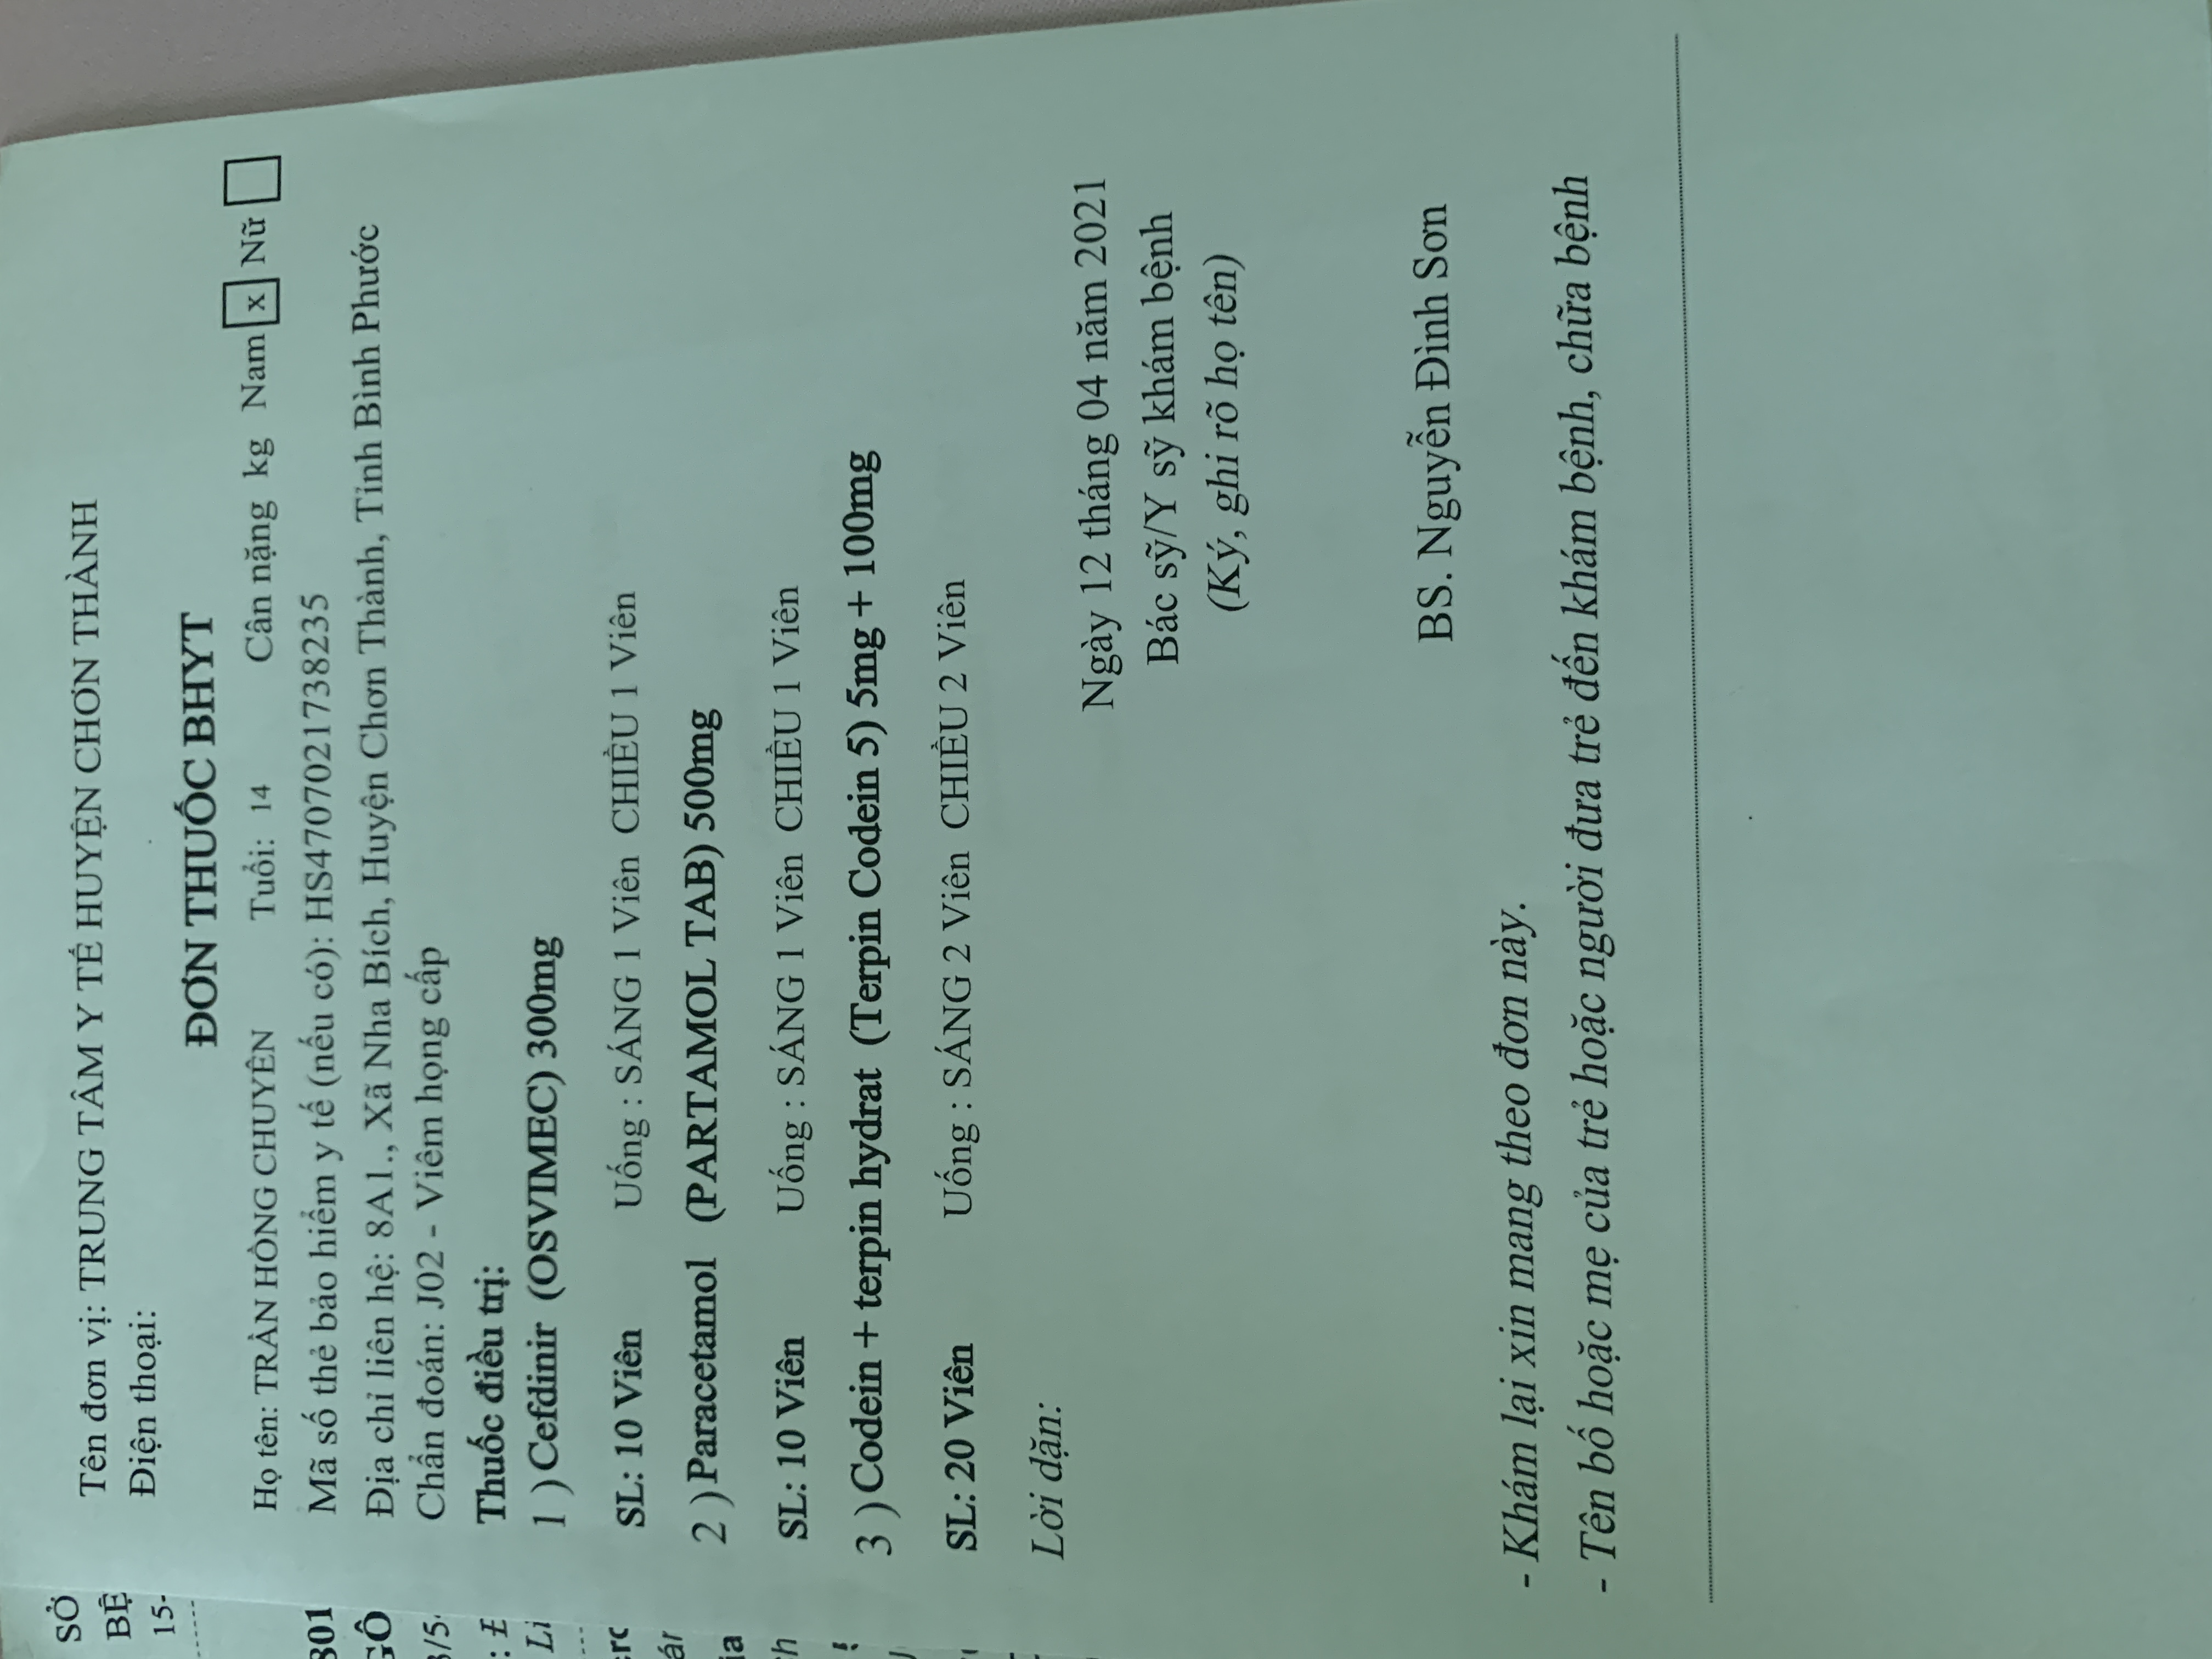 SỞ
BỆ
15-
801
GÔ
3/5
: Đ
Li
ár
ia
Tên đơn vị: TRUNG TÂM Y TẾ HUYỆN CHƠN THÀNH
Điện thoại:
ĐƠN THUỐC BHYT
Họ tên: TRẦN HỒNG CHUYÊN Tuổi: 14 Cân nặng kg Nam x Nữ
Mã số thẻ bảo hiểm y tế (nếu có): HS4707021738235
Địa chỉ liên hệ: 8A1., Xã Nha Bích, Huyện Chơn Thành, Tỉnh Bình Phước
Chẩn đoán: J02 - Viêm họng cấp
Thuốc điều trị:
1 ) Cefdinir (OSVIMEC) 300mg
SL: 10 Viên Uống : SÁNG 1 Viên CHIỀU 1 Viên
2 ) Paracetamol (PARTAMOL TAB) 500mg
SL: 10 Viên Uống : SÁNG 1 Viên CHIỀU 1 Viên
3 ) Codein + terpin hydrat (Terpin Codein 5) 5mg + 100mg
SL: 20 Viên Uống : SÁNG 2 Viên CHIỀU 2 Viên
Lời dặn:
Ngày 12 tháng 04 năm 2021
Bác sỹ/Y sỹ khám bệnh
(Ký, ghi rõ họ tên)
BS. Nguyễn Đình Sơn
- Khám lại xin mang theo đơn này.
- Tên bố hoặc mẹ của trẻ hoặc người đưa trẻ đến khám bệnh, chữa bệnh